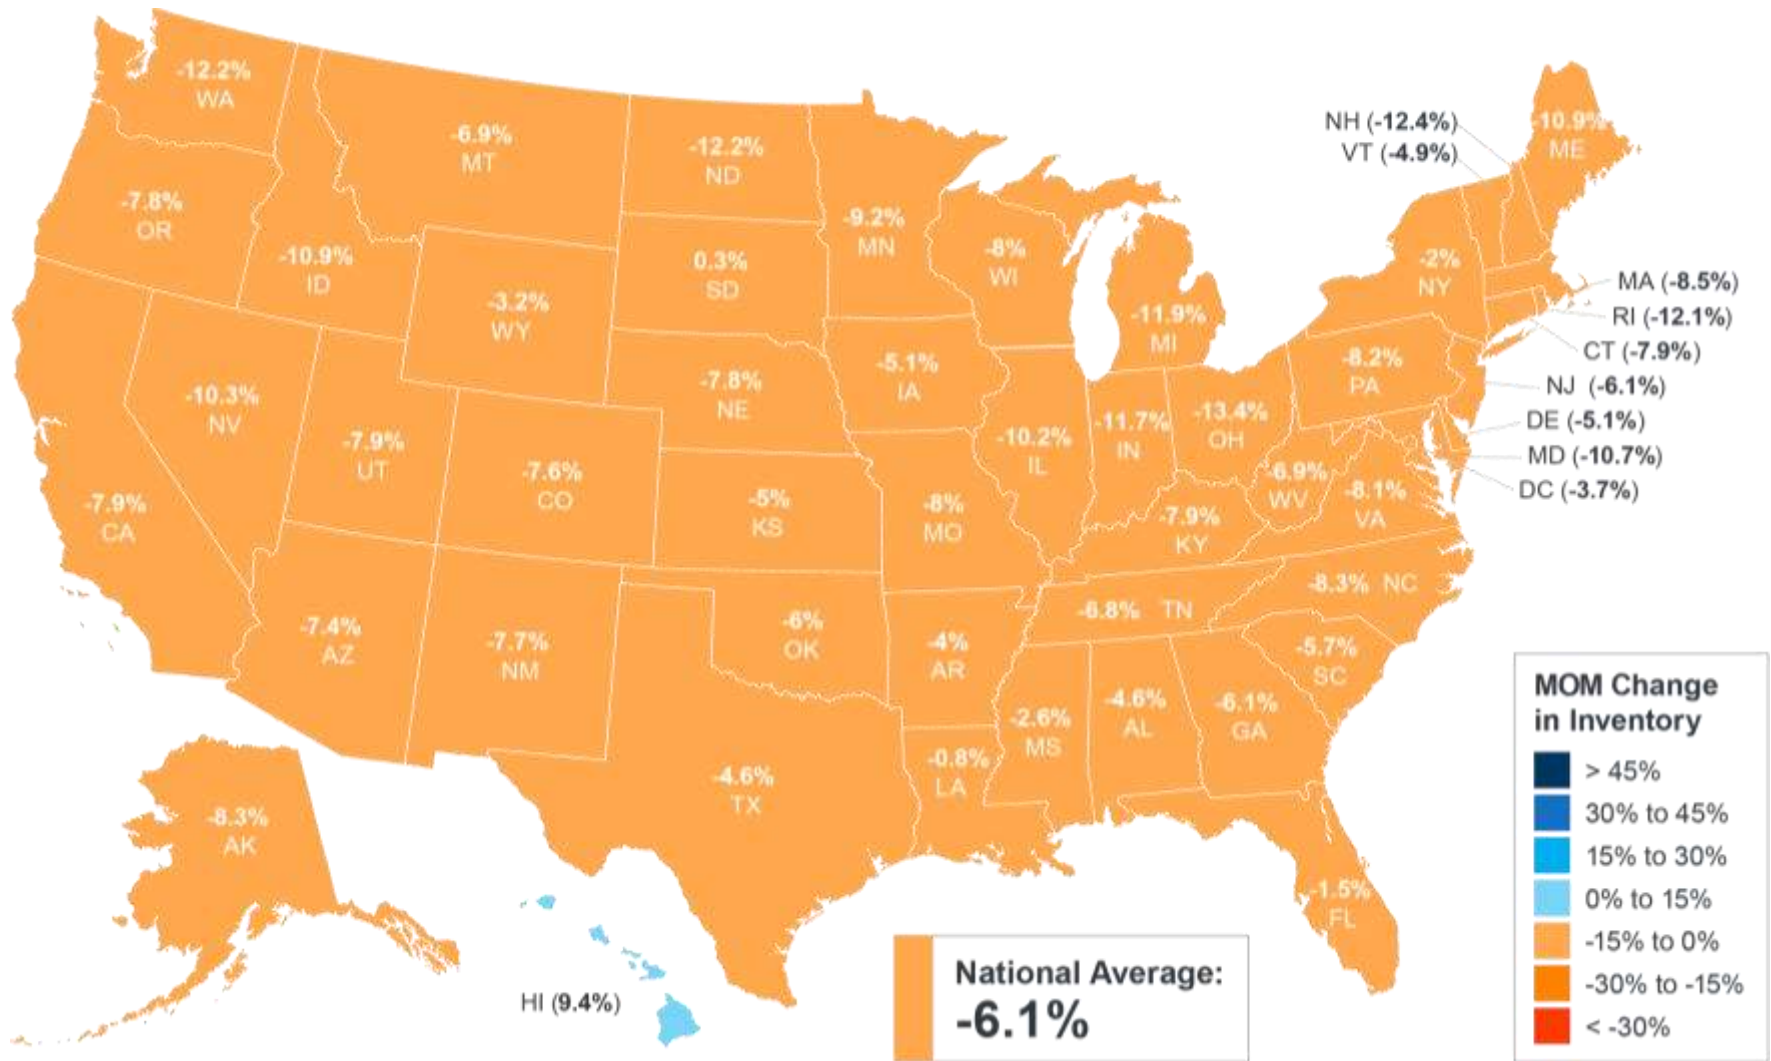 -12.2%
WA
-6.9%
MT
-12.2%
ND
-7.8%
OR
-10.9%
ID
-9.2%
MN
-8%
WI
0.3%
SD
-3.2%
WY
NH (-12.4%)
VT (-4.9%)
-10.9%
ME
-2%
NY
MA (-8.5%)
RI (-12.1%)
CT (-7.9%)
NJ (-6.1%)
DE (-5.1%)
MD (-10.7%)
DC (-3.7%)
-11.9%
MI
-8.2%
PA
-5.1%
IA
-7.8%
NE
-10.3%
NV
-7.9%
UT
-7.6%
CO
-10.2%
IL
-11.7%
IN
-13.4%
OH
-6.9%
WV
-8.1%
VA
-7.9%
CA
-5%
KS
-8%
MO
-7.9%
KY
-8.3% NC
-6.8% TN
-7.4%
AZ
-7.7%
NM
-6%
OK
-4%
AR
-5.7%
SC
-2.6%
MS
-4.6%
AL
-6.1%
GA
-4.6%
TX
-0.8%
LA
-8.3%
AK
-1.5%
FL
HI (9.4%)
National Average:
-6.1%
MOM Change
in Inventory
> 45%
30% to 45%
15% to 30%
0% to 15%
-15% to 0%
-30% to -15%
< -30%